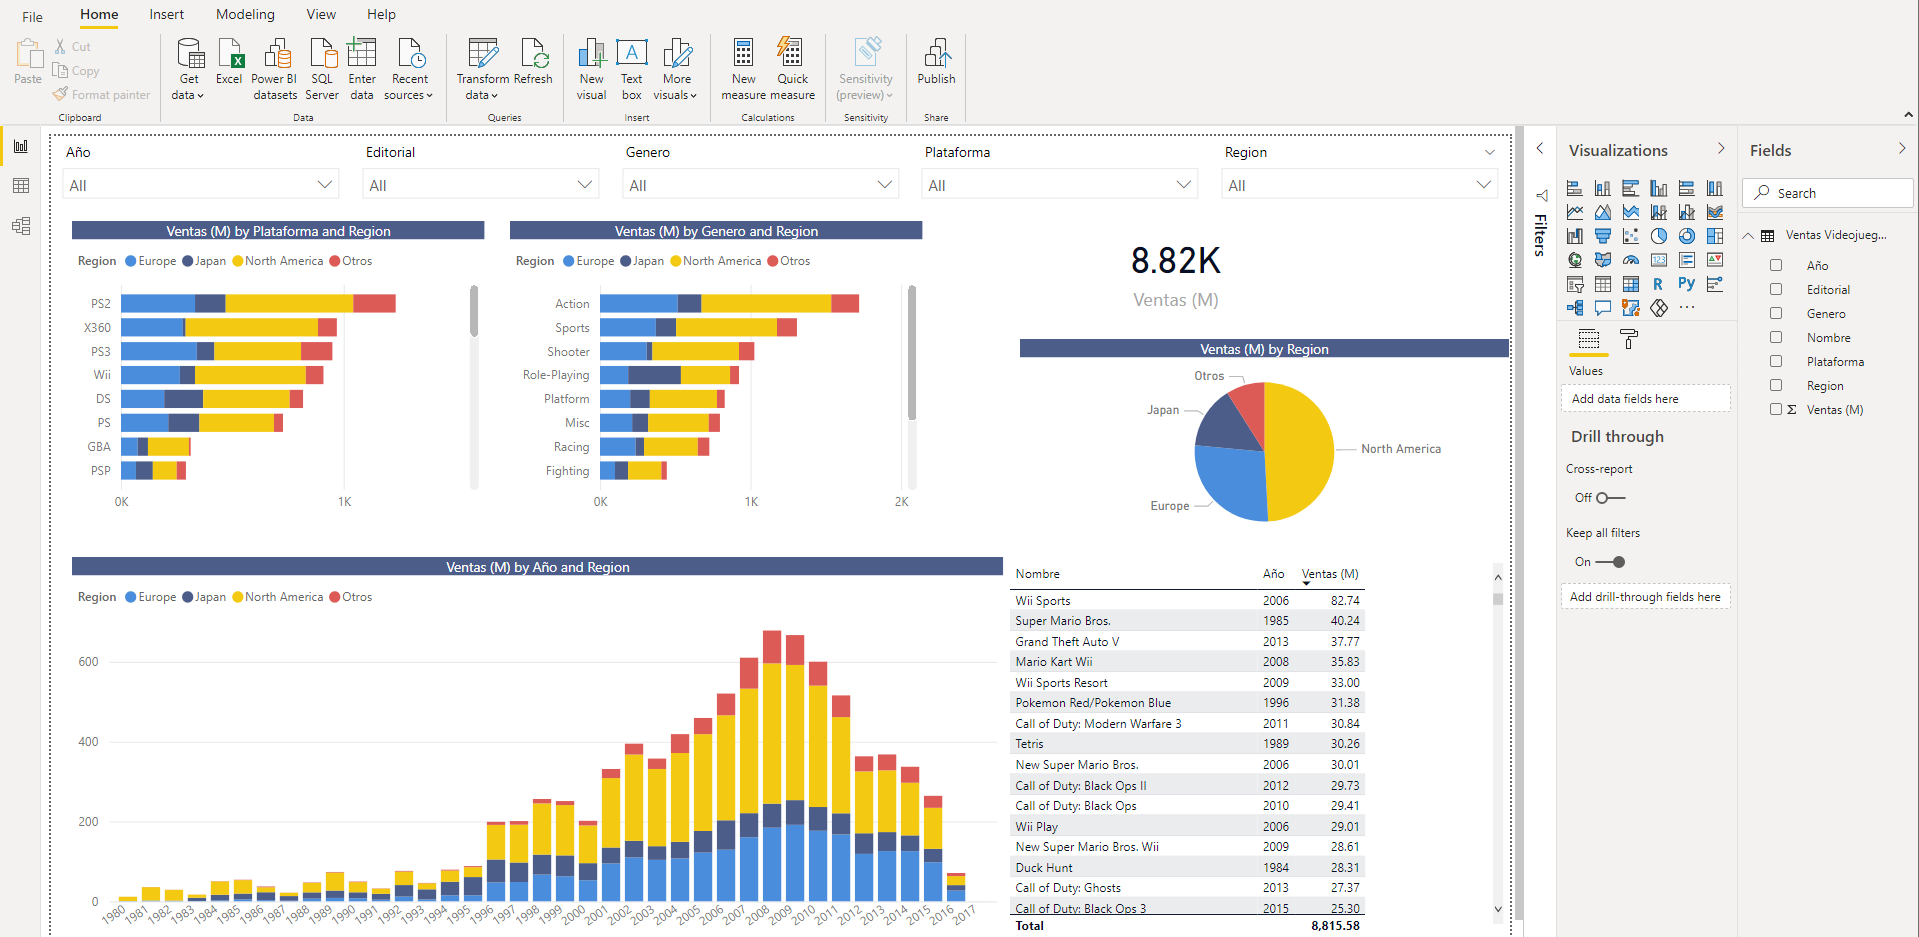 File Home Insert Modeling View Help
Paste
Cut
Copy
Format painter
Clipboard
Get data
Excel
Power BI datasets
SQL Server
Enter data
Recent sources
Data
Transform data
Refresh
Queries
New visual
Text box
More visuals
Insert
New measure
Quick measure
Calculations
Sensitivity (preview)
Sensitivity
Publish
Share
Año
All
Editorial
All
Genero
All
Plataforma
All
Region
All
Ventas (M) by Plataforma and Region
Region Europe Japan North America Otros
PS2
X360
PS3
Wii
DS
PS
GBA
PSP
0K 1K
Ventas (M) by Genero and Region
Region Europe Japan North America Otros
Action
Sports
Shooter
Role-Playing
Platform
Misc
Racing
Fighting
0K 1K 2K
8.82K
Ventas (M)
Ventas (M) by Region
Otros
Japan
North America
Europe
Ventas (M) by Año and Region
Region Europe Japan North America Otros
600
400
200
0
1980 1981 1982 1983 1984 1985 1986 1987 1988 1989 1990 1991 1992 1993 1994 1995 1996 1997 1998 1999 2000 2001 2002 2003 2004 2005 2006 2007 2008 2009 2010 2011 2012 2013 2014 2015 2016 2017
Nombre Año Ventas (M)
Wii Sports 2006 82.74
Super Mario Bros. 1985 40.24
Grand Theft Auto V 2013 37.77
Mario Kart Wii 2008 35.83
Wii Sports Resort 2009 33.00
Pokemon Red/Pokemon Blue 1996 31.38
Call of Duty: Modern Warfare 3 2011 30.84
Tetris 1989 30.26
New Super Mario Bros. 2006 30.01
Call of Duty: Black Ops II 2012 29.73
Call of Duty: Black Ops 2010 29.41
Wii Play 2006 29.01
New Super Mario Bros. Wii 2009 28.61
Duck Hunt 1984 28.31
Call of Duty: Ghosts 2013 27.37
Call of Duty: Black Ops 3 2015 25.30
Total 8,815.58
Filters
Visualizations
R Py
123
Values
Add data fields here
Drill through
Cross-report
Off
Keep all filters
On
Add drill-through fields here
Fields
Search
Ventas Videojueg...
Año
Editorial
Genero
Nombre
Plataforma
Region
Σ Ventas (M)